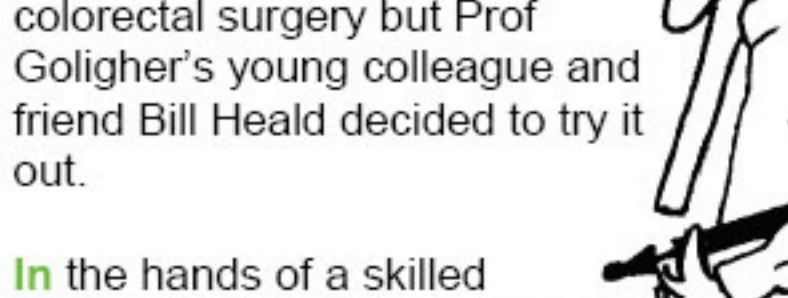 colorectal surgery but Prof
Goligher's young colleague and
friend Bill Heald decided to try it
out.
In the hands of a skilled